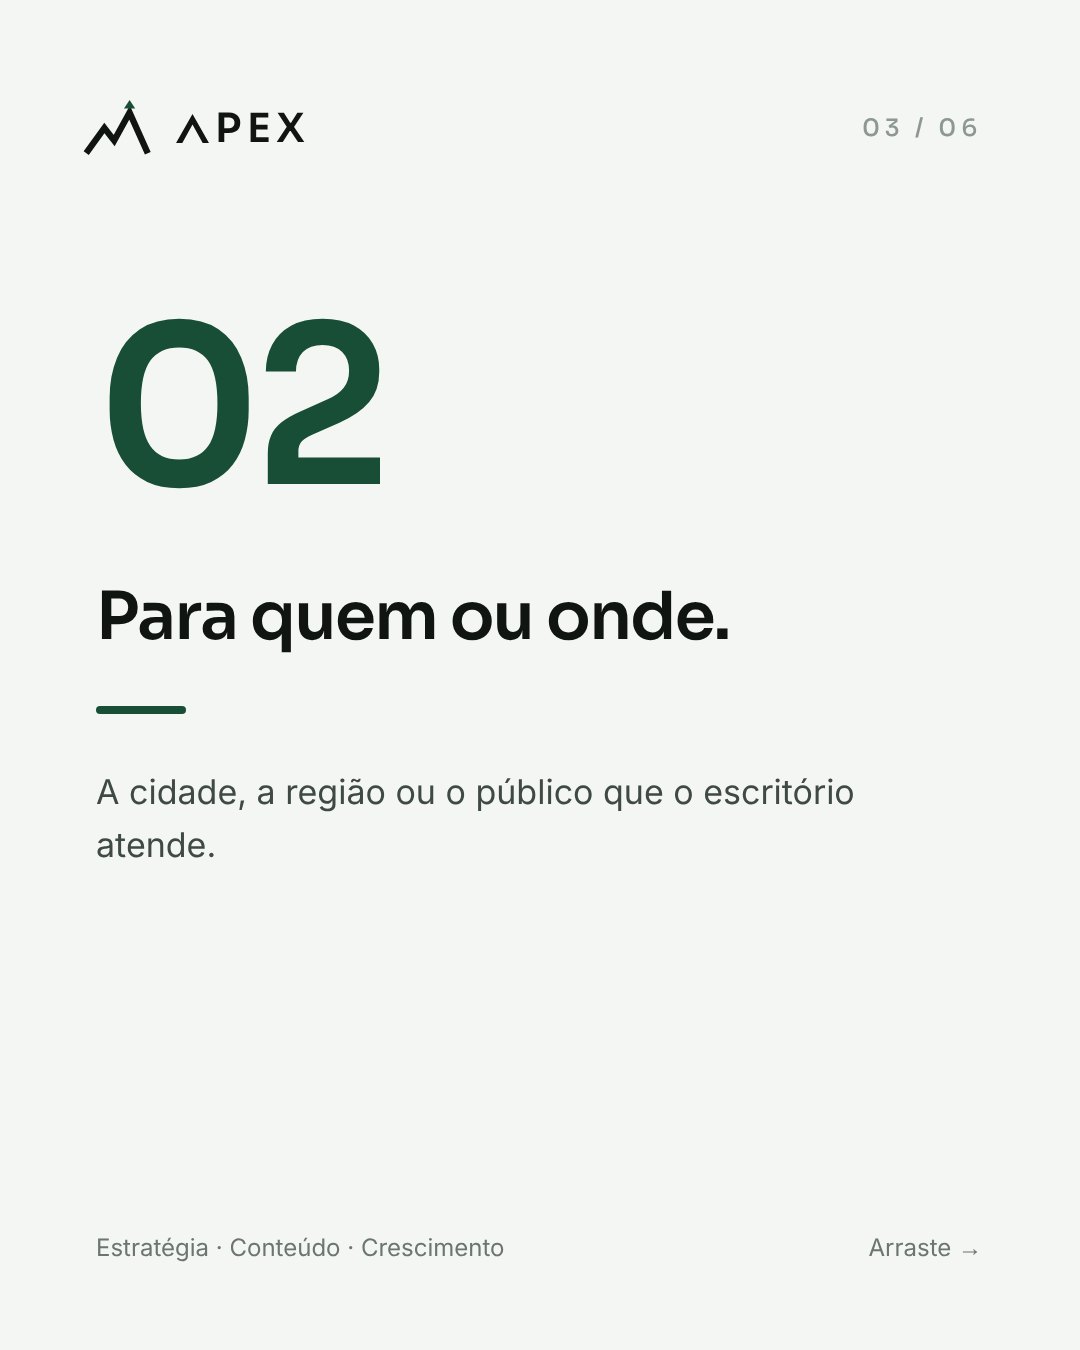 APEX
03 / 06
02
Para quem ou onde.
A cidade, a região ou o público que o escritório
atende.
Estratégia · Conteúdo · Crescimento
Arraste →